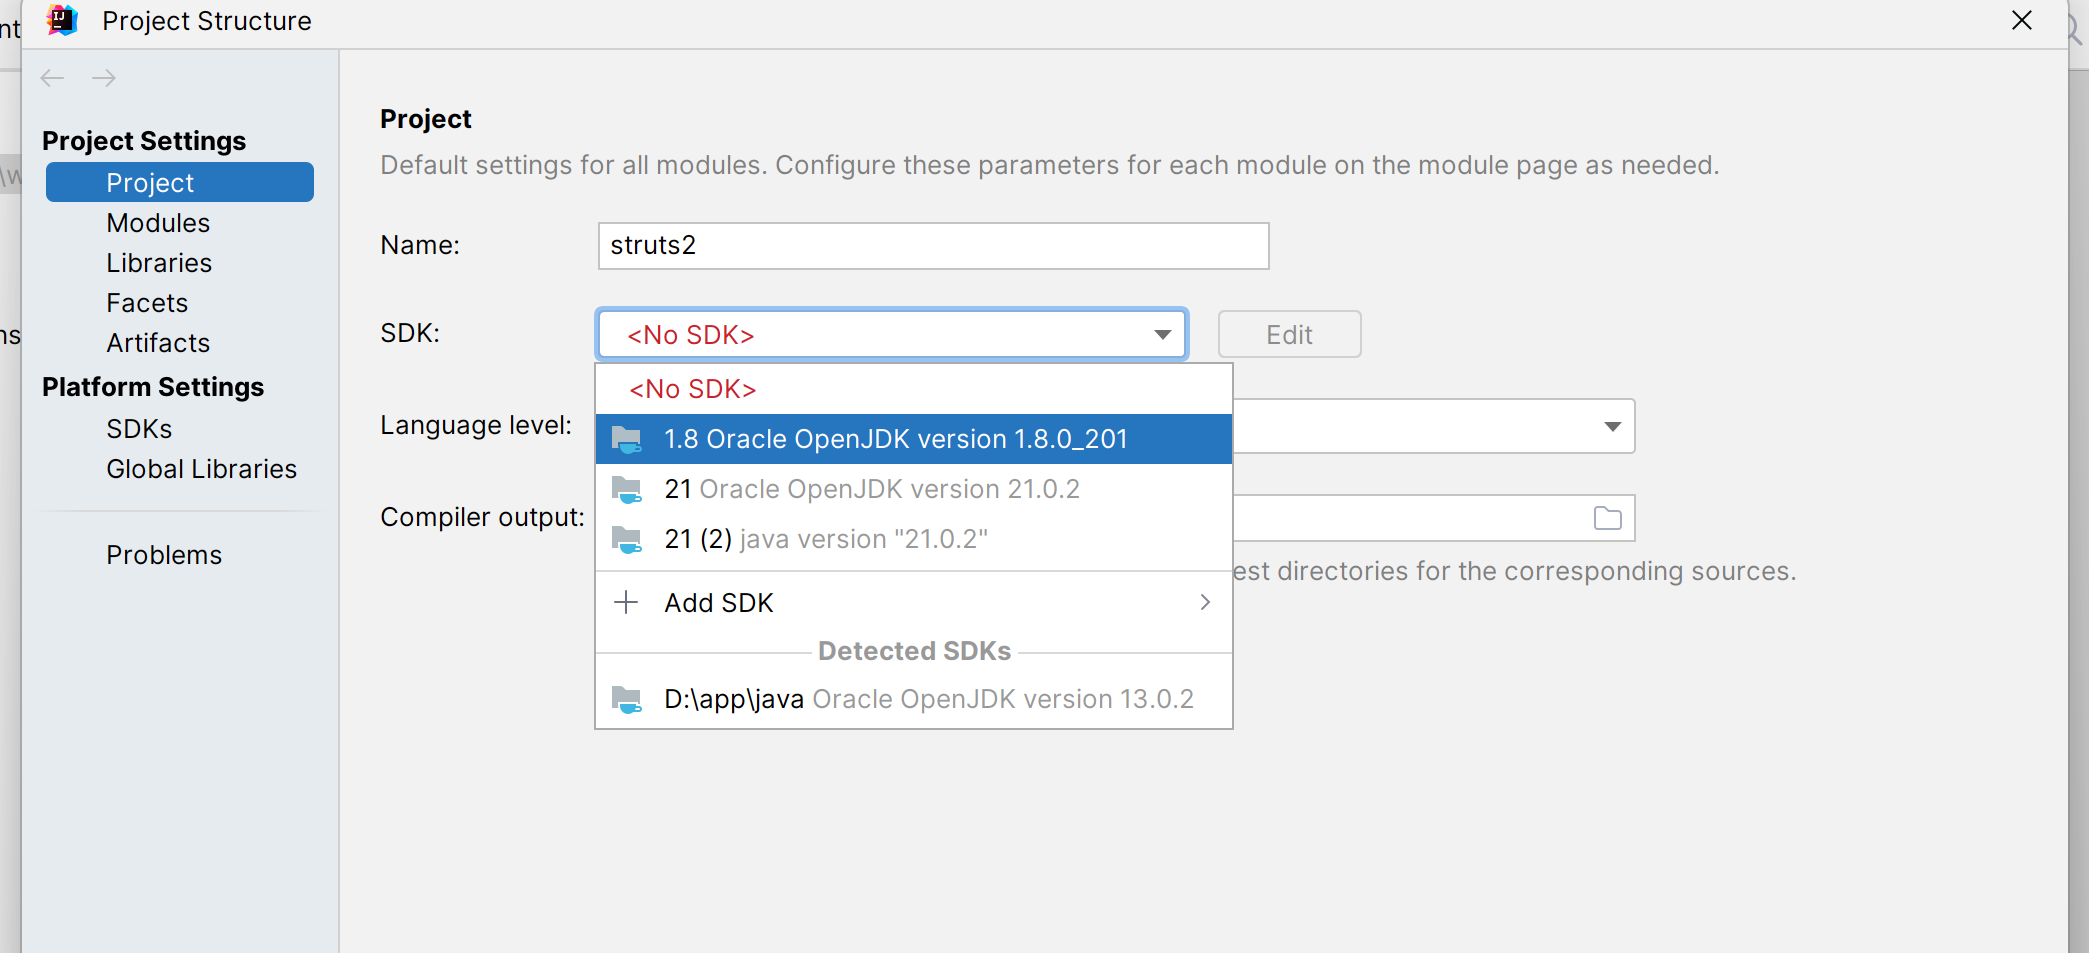 Project Structure
Project Settings
Project
Modules
Libraries
Facets
Artifacts
Platform Settings
SDKs
Global Libraries
Problems
Project
Default settings for all modules. Configure these parameters for each module on the module page as needed.
Name: struts2
SDK: <No SDK> Edit
<No SDK>
Language level:
1.8 Oracle OpenJDK version 1.8.0_201
21 Oracle OpenJDK version 21.0.2
Compiler output:
21 (2) java version "21.0.2"
est directories for the corresponding sources.
Add SDK
Detected SDKs
D:\app\java Oracle OpenJDK version 13.0.2